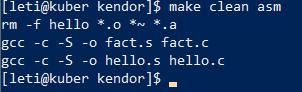 [leti@kuber kendor]$ make clean asm
rm -f hello *.o *~ *.a
gcc -c -S -o fact.s fact.c
gcc -c -S -o hello.s hello.c
[leti@kuber kendor]$